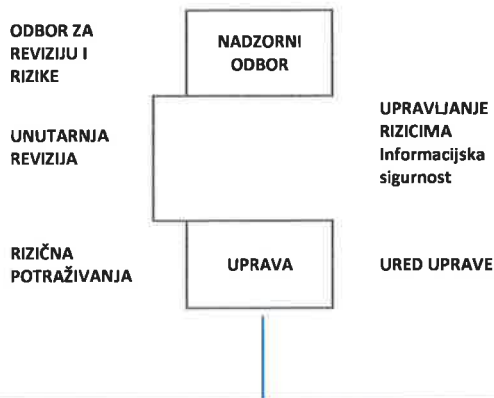 ODBOR ZA
REVIZIJU I
RIZIKE
NADZORNI
ODBOR
UNUTARNJA
REVIZIJA
UPRAVLJANJE
RIZICIMA
Informacijska
sigurnost
RIZIČNA
POTRAŽIVANJA
UPRAVA
URED UPRAVE